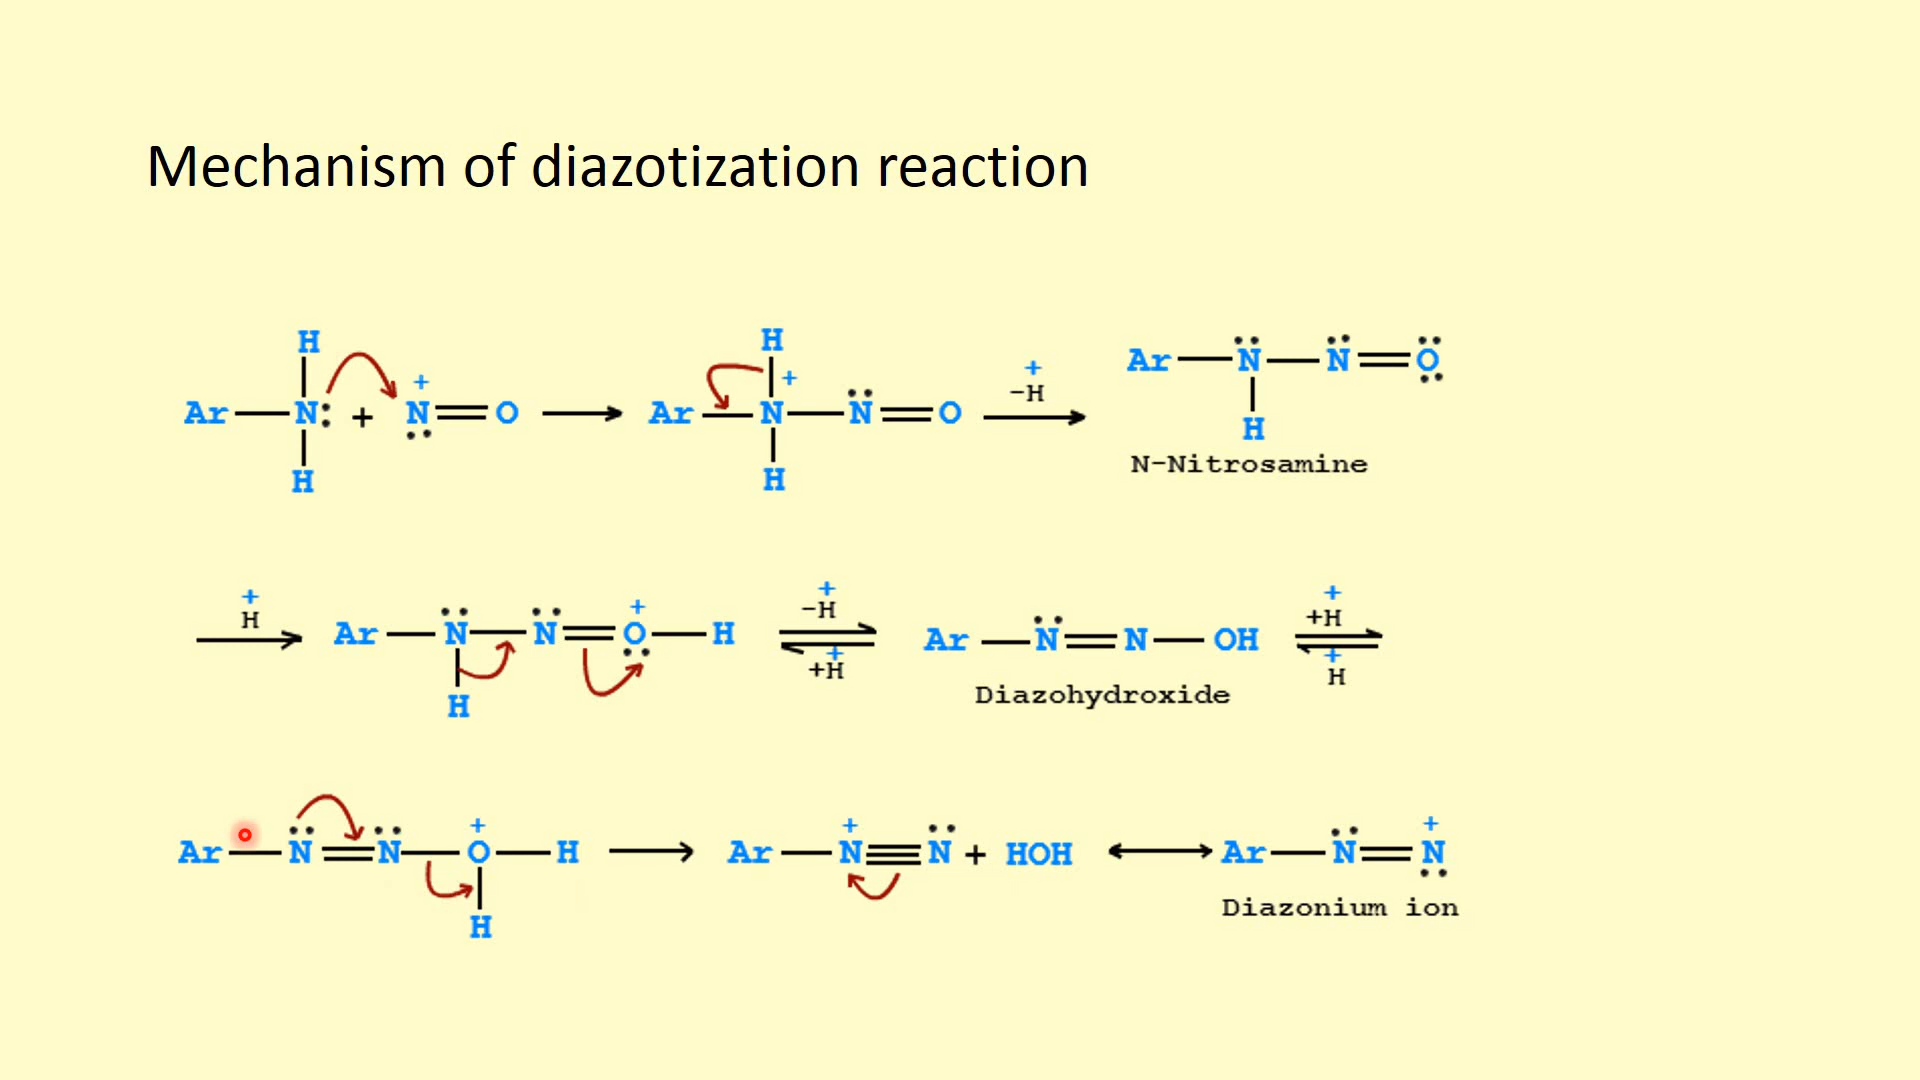 Mechanism of diazotization reaction
H H
+ + + 
Ar N: + N O Ar N N O -H Ar N N O
H H H
N-Nitrosamine
+ + + +
H Ar N N O H -H Ar N N OH +H
+ +
H +H Diazohydroxide H
+ + +
Ar N N O H Ar N N + HOH Ar N N
H Diazonium ion